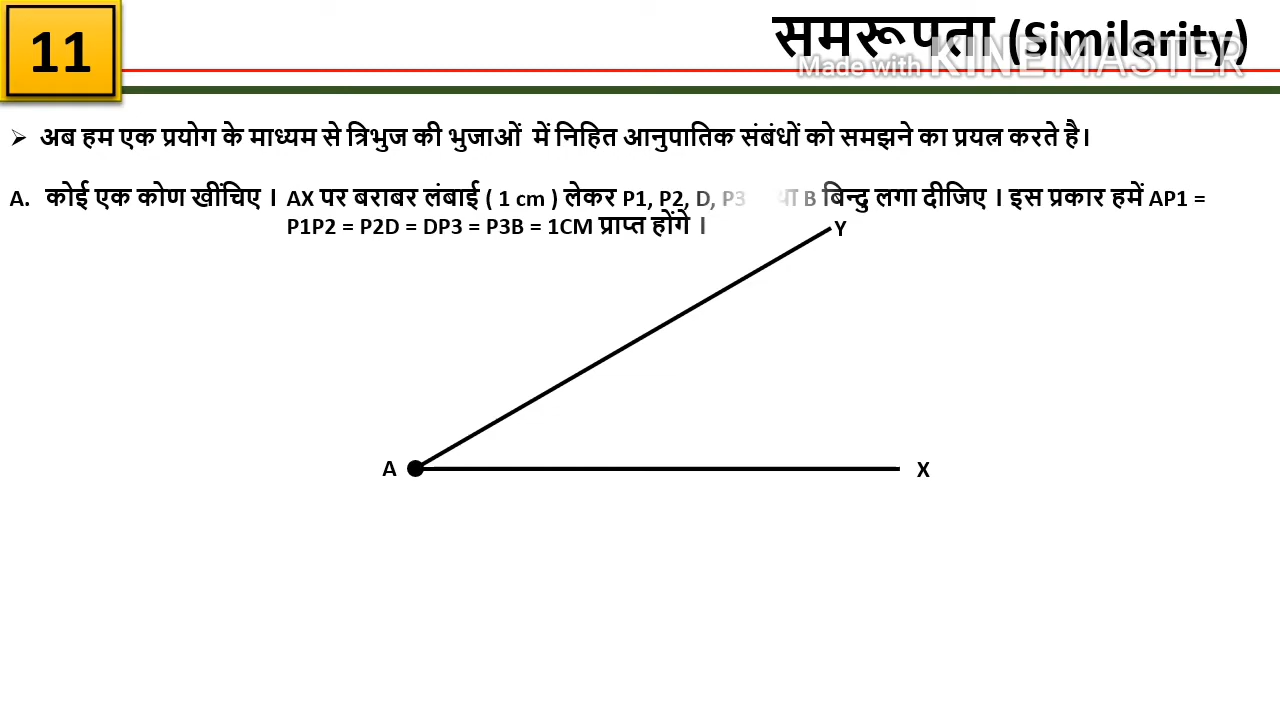 11
समरूपता (Similarity)
Made with KINEMASTER
➢ अब हम एक प्रयोग के माध्यम से त्रिभुज की भुजाओं में निहित आनुपातिक संबंधों को समझने का प्रयत्न करते है।
A. कोई एक कोण खींचिए । AX पर बराबर लंबाई ( 1 cm ) लेकर P1, P2, D, P3 B बिन्दु लगा दीजिए । इस प्रकार हमें AP1 =
P1P2 = P2D = DP3 = P3B = 1CM प्राप्त होंगे ।
Y
A
X